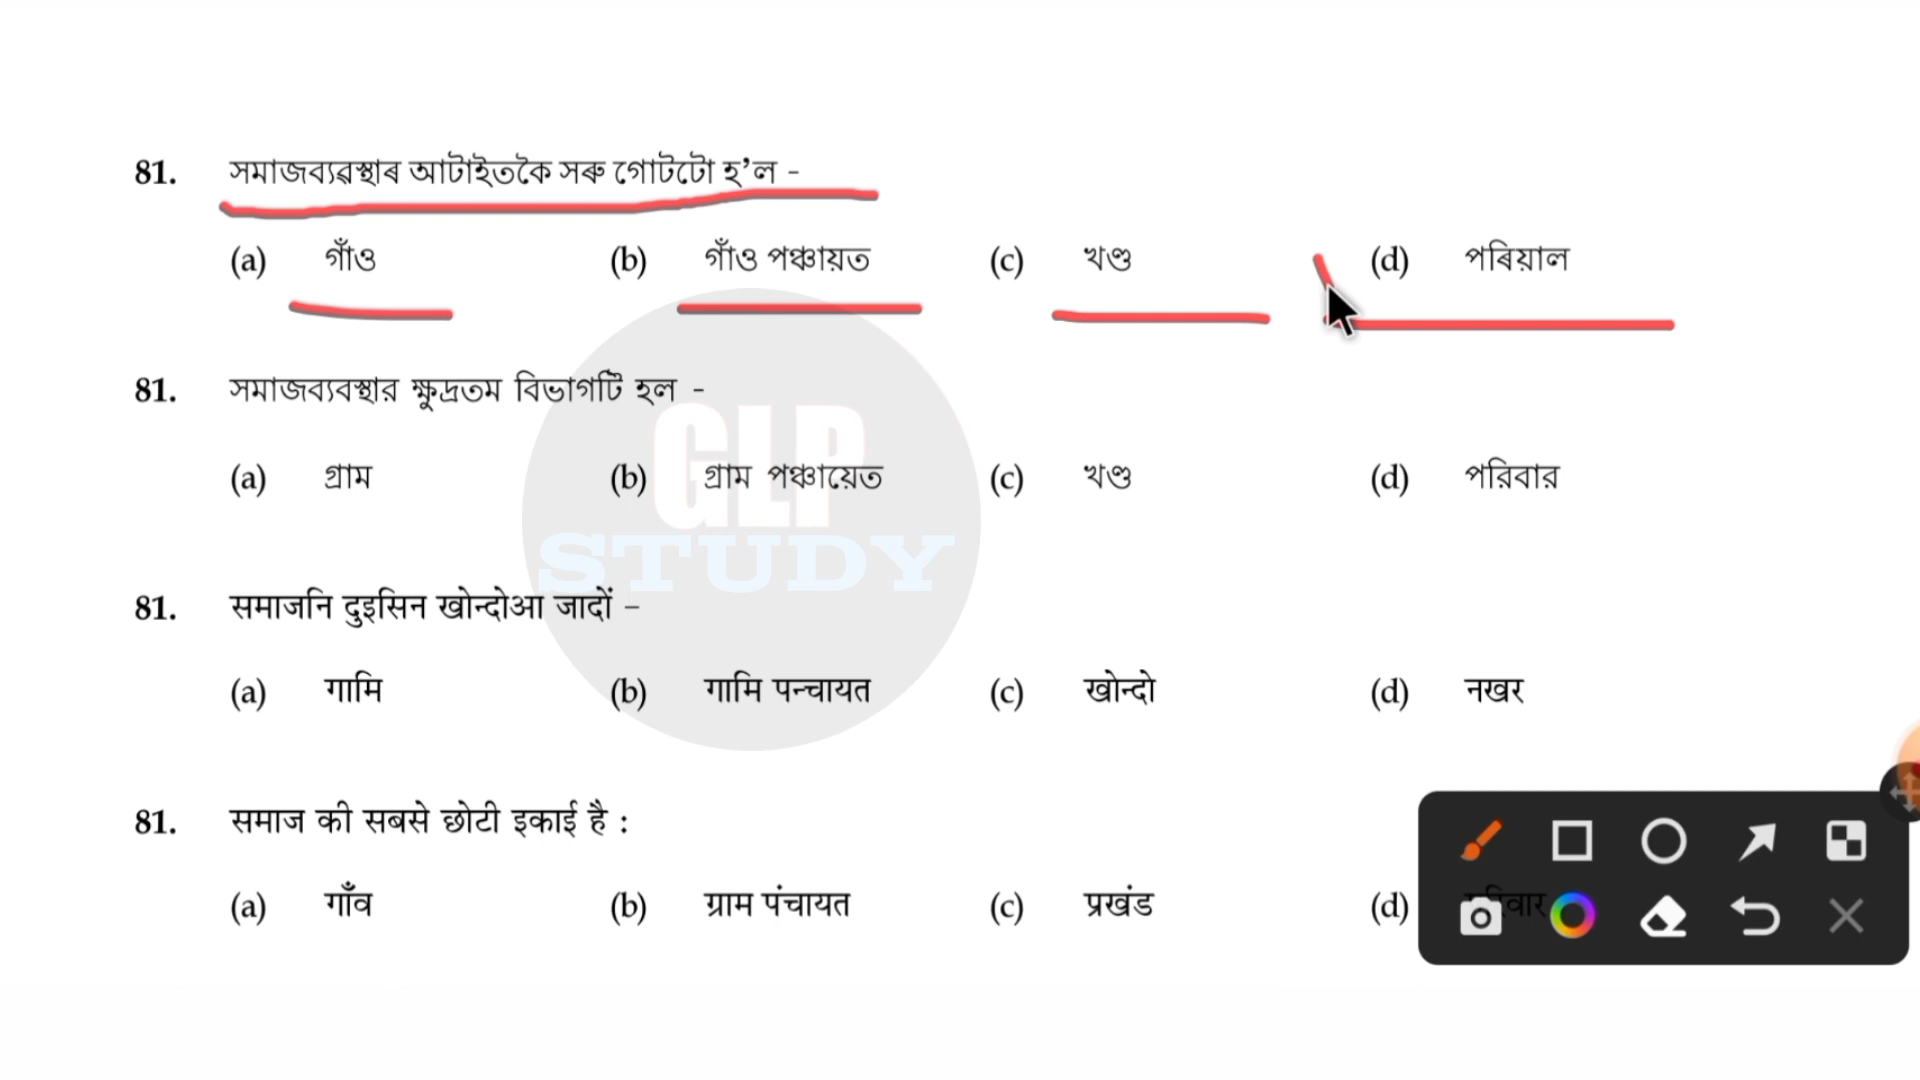 81. সমাজব্যৱস্থাৰ আটাইতকৈ সৰু গোটটো হ’ল -
(a) গাঁও (b) গাঁও পঞ্চায়ত (c) খণ্ড (d) পৰিয়াল
81. সমাজব্যবস্থার ক্ষুদ্রতম বিভাগটি হল -
(a) গ্রাম (b) গ্রাম পঞ্চায়েত (c) খণ্ড (d) পরিবার
GLP
STUDY
81. समाजनि दुइसिन खोन्दोआ जादों –
(a) गामि (b) गामि पन्चायत (c) खोन्दो (d) नखर
81. समाज की सबसे छोटी इकाई है :
(a) गाँव (b) ग्राम पंचायत (c) प्रखंड (d)